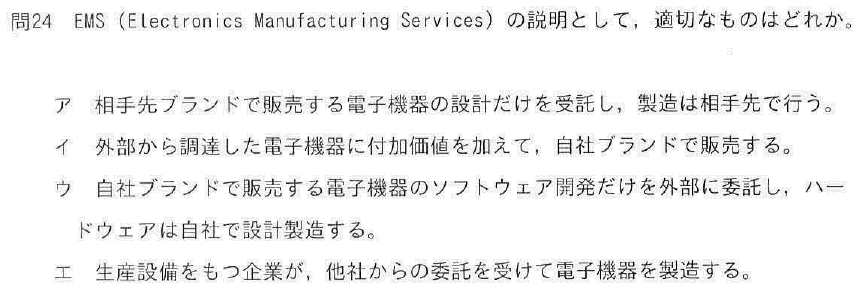 問24 EMS（Electronics Manufacturing Services）の説明として，適切なものはどれか。
ア 相手先ブランドで販売する電子機器の設計だけを受託し，製造は相手先で行う。
イ 外部から調達した電子機器に付加価値を加えて，自社ブランドで販売する。
ウ 自社ブランドで販売する電子機器のソフトウェア開発だけを外部に委託し，ハー
ドウェアは自社で設計製造する。
エ 生産設備をもつ企業が，他社からの委託を受けて電子機器を製造する。